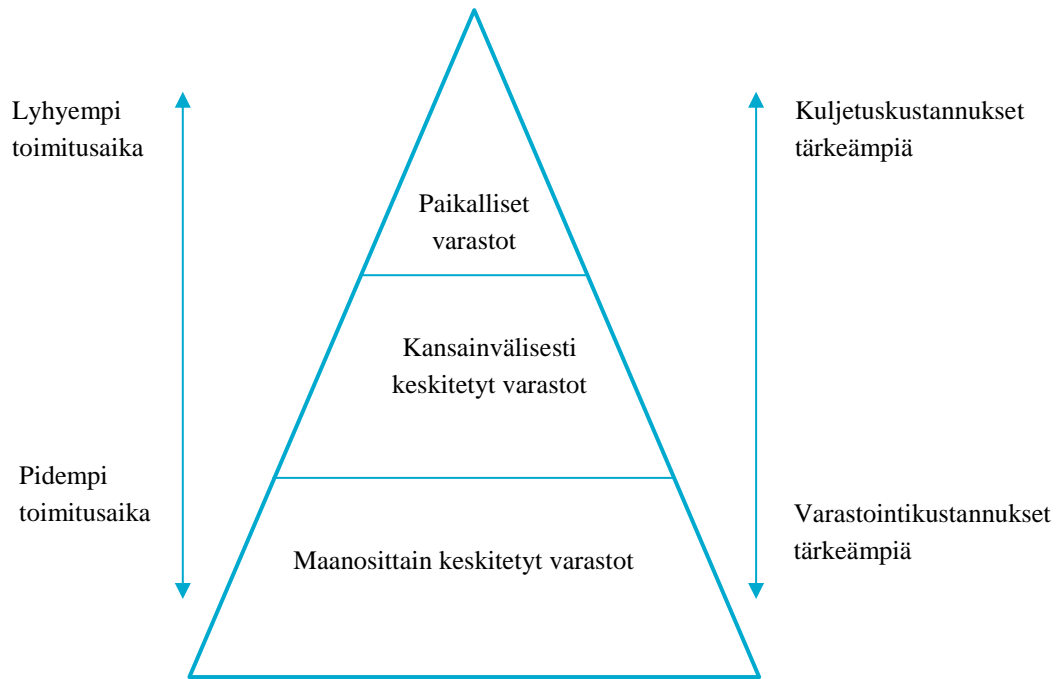 Lyhyempi
toimitusaika
Kuljetuskustannukset
tärkeämpiä
Paikalliset
varastot
Kansainvälisesti
keskitetyt varastot
Pidempi
toimitusaika
Varastointikustannukset
tärkeämpiä
Maanosittain keskitetyt varastot